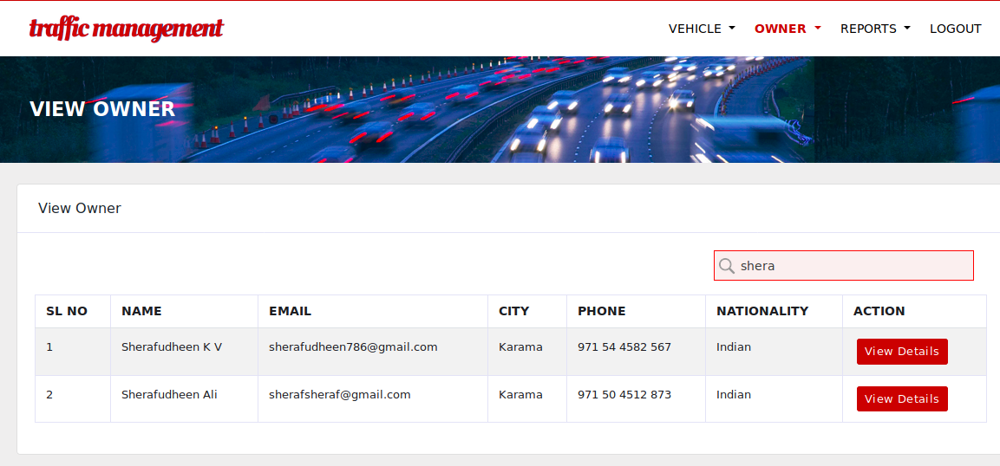 traffic management
VEHICLE OWNER REPORTS LOGOUT
VIEW OWNER
View Owner
shera
SL NO NAME EMAIL CITY PHONE NATIONALITY ACTION
1 Sherafudheen K V sherafudheen786@gmail.com Karama 971 54 4582 567 Indian View Details
2 Sherafudheen Ali sherafsheraf@gmail.com Karama 971 50 4512 873 Indian View Details